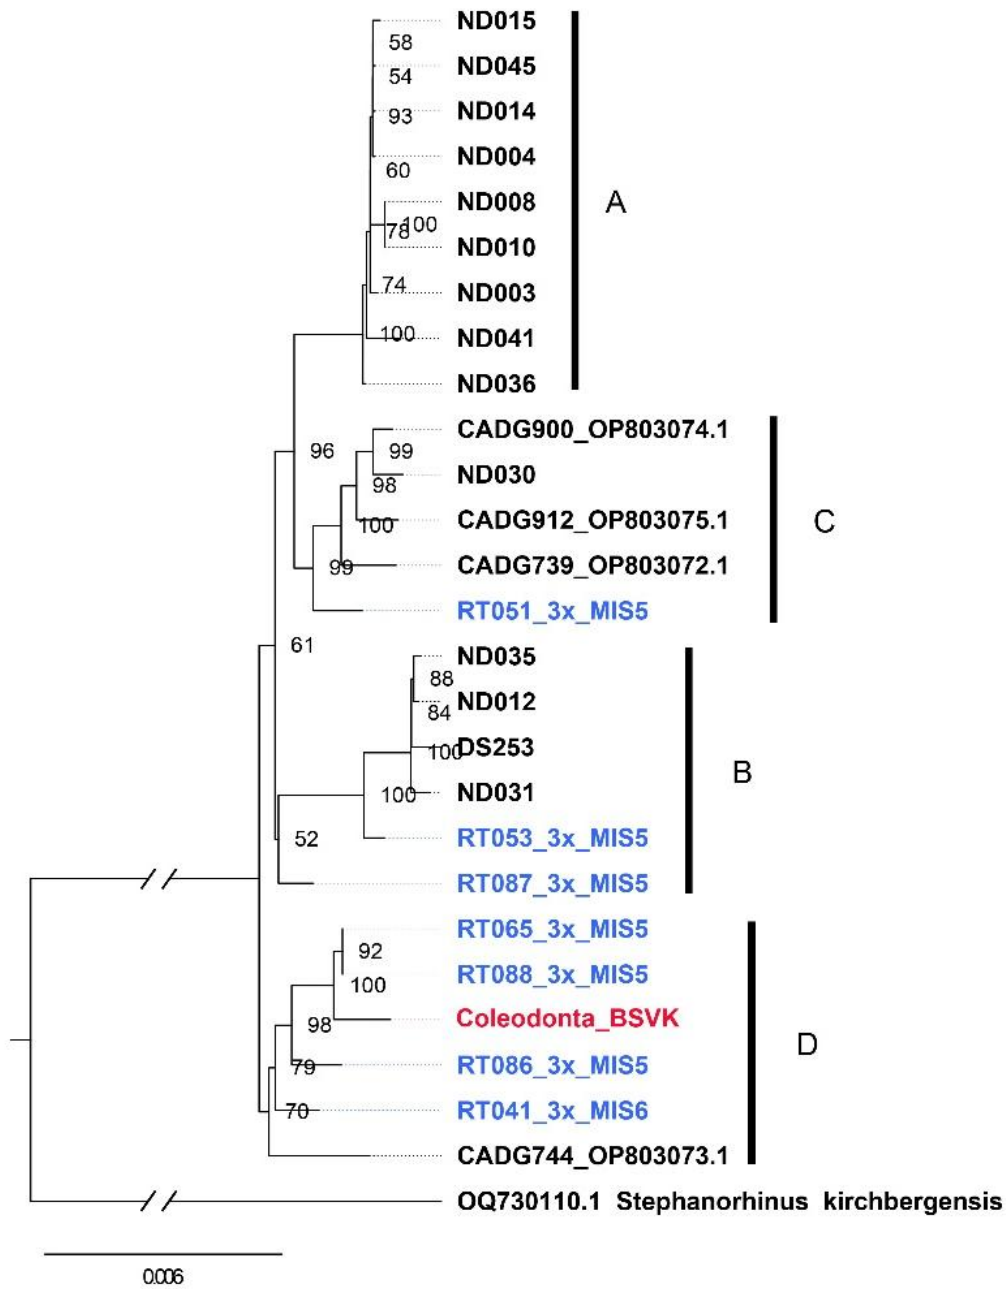 ND015
58
ND045
54
ND014
93
ND004
60
ND008
A
100
78
ND010
74
ND003
100
ND041
ND036
CADG900_OP803074.1
96
99
ND030
98
CADG912_OP803075.1
C
100
CADG739_OP803072.1
99
RT051_3x_MIS5
61
ND035
88
ND012
84
DS253
100
B
ND031
100
RT053_3x_MIS5
52
RT087_3x_MIS5
RT065_3x_MIS5
92
RT088_3x_MIS5
100
Coleodonta_BSVK
98
D
RT086_3x_MIS5
79
RT041_3x_MIS6
70
CADG744_OP803073.1
OQ730110.1 Stephanorhinus kirchbergensis
0.006